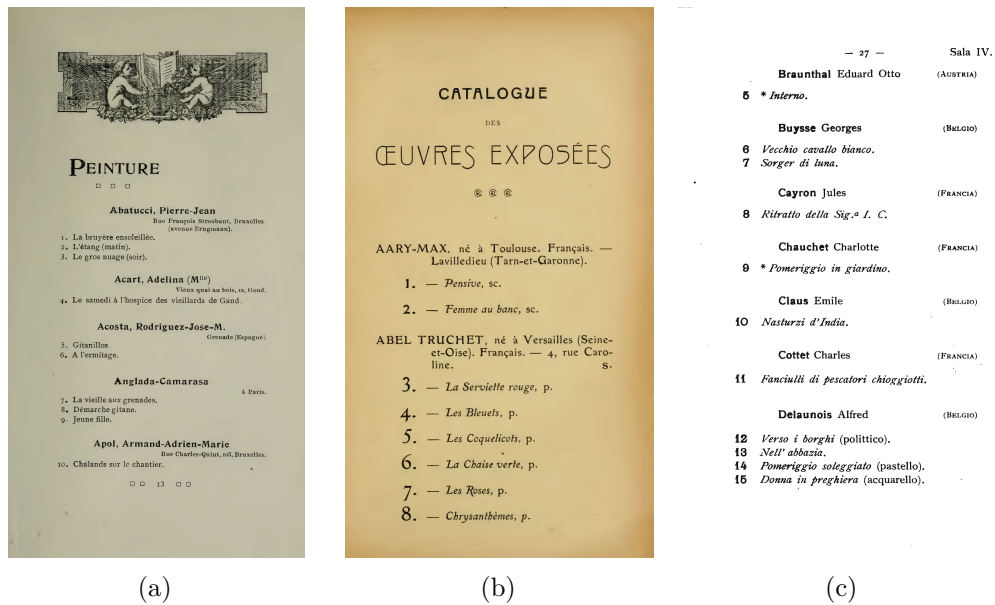 PEINTURE
Abatucci, Pierre-Jean
Rue François Stroobant, Bruxelles
(avenue Brugmann).
1. La bruyère ensoleillée.
2. L'étang (matin).
3. Le gros nuage (soir).
Acart, Adelina (Mlle)
Vieux quai au bois, 12, Gand.
4. Le samedi à l'hospice des vieillards de Gand.
Acosta, Rodriguez-Jose-M.
Grenade (Espagne).
5. Gitanillos
6. A l'ermitage.
Anglada-Camarasa
à Paris.
7. La vieille aux grenades.
8. Démarche gitane.
9. Jeune fille.
Apol, Armand-Adrien-Marie
Rue Charles-Quint, 103, Bruxelles.
10. Chalands sur le chantier.
13
(a)
CATALOGUE
DES
ŒUVRES EXPOSÉES
AARY-MAX, né à Toulouse. Français. —
Lavilledieu (Tarn-et-Garonne).
1. — Pensive, sc.
2. — Femme au banc, sc.
ABEL TRUCHET, né à Versailles (Seine-
et-Oise). Français. — 4, rue Caro-
line. S.
3. — La Serviette rouge, p.
4. — Les Bleuets, p.
5. — Les Coquelicots, p.
6. — La Chaise verte, p.
7. — Les Roses, p.
8. — Chrysanthèmes, p.
(b)
— 27 — Sala IV.
Braunthal Eduard Otto (AUSTRIA)
5 * Interno.
Buysse Georges (BELGIO)
6 Vecchio cavallo bianco.
7 Sorger di luna.
Cayron Jules (FRANCIA)
8 Ritratto della Sig.a I. C.
Chauchet Charlotte (FRANCIA)
9 * Pomeriggio in giardino.
Claus Emile (BELGIO)
10 Nasturzi d'India.
Cottet Charles (FRANCIA)
11 Fanciulli di pescatori chioggiotti.
Delaunois Alfred (BELGIO)
12 Verso i borghi (polittico).
13 Nell' abbazia.
14 Pomeriggio soleggiato (pastello).
15 Donna in preghiera (acquarello).
(c)